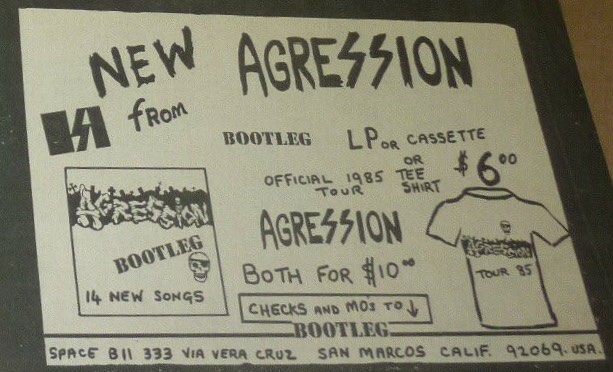 NEW AGRESSION
fROM
BOOTLEG LP OR CASSETTE
OR
OFFICIAL 1985 TEE $6.00
TOUR SHIRT
AGRESSION
AGRESSION
BOOTLEG
14 NEW SONGS
BOTH FOR $10.00
AGRESSION
TOUR 85
CHECKS AND MO'S TO ↓
BOOTLEG
SPACE B11 333 VIA VERA CRUZ SAN MARCOS CALIF. 92069. USA.